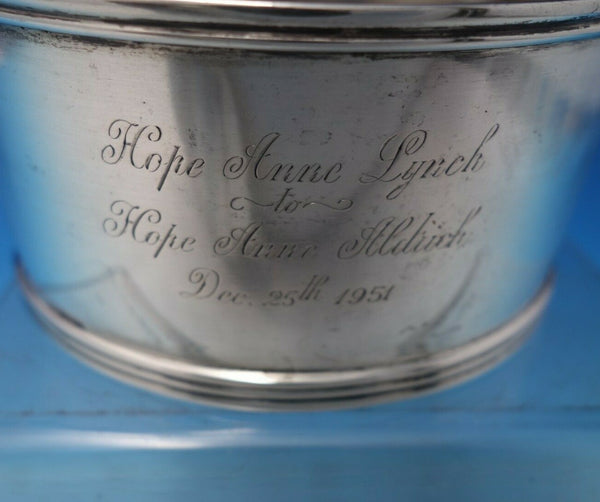 Hope Anne Lynch
to
Hope Anne Aldrich
Dec. 25th 1951